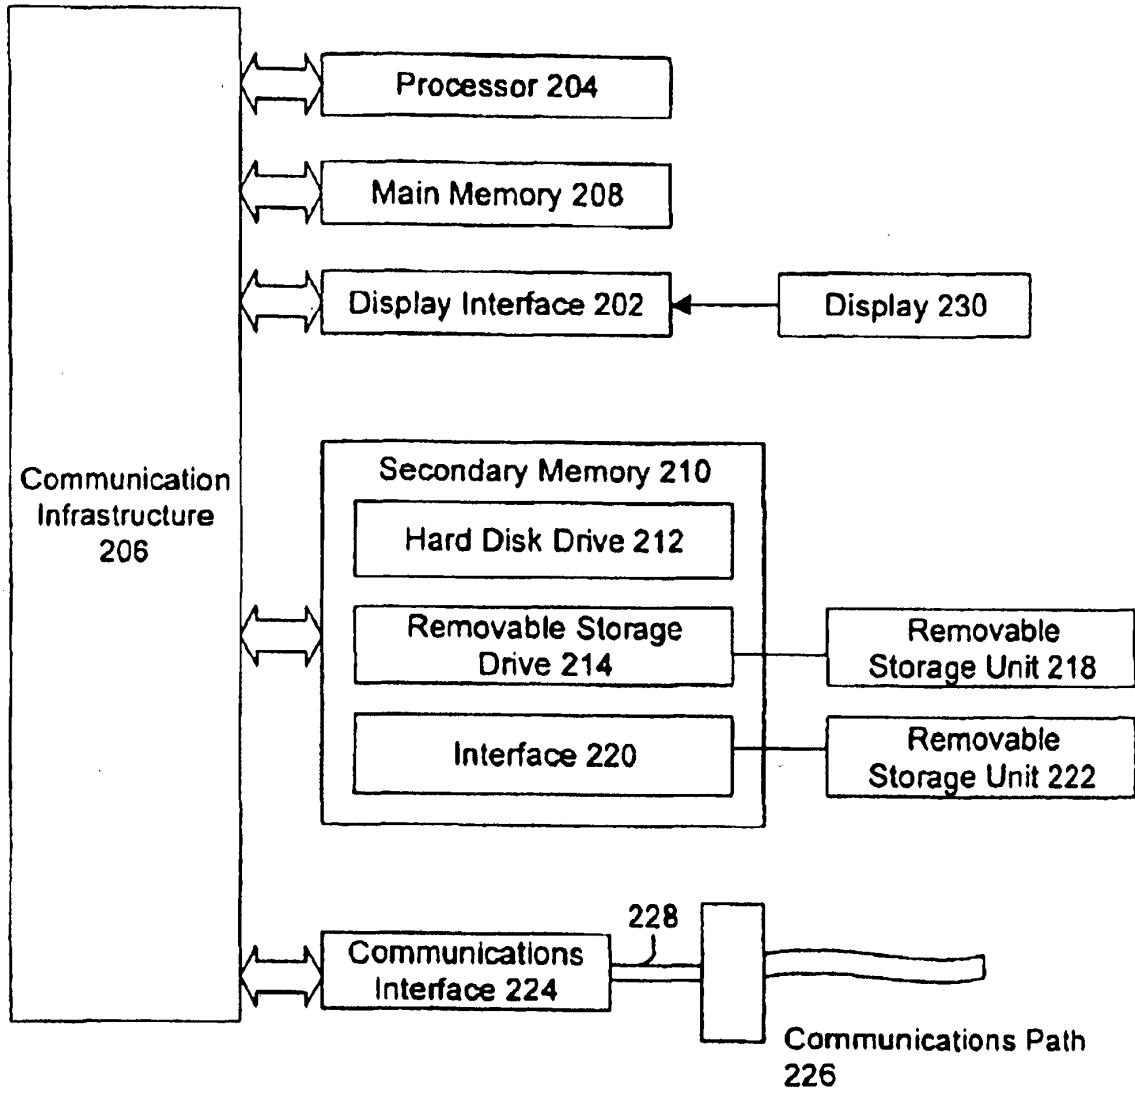 Processor 204
Main Memory 208
Display Interface 202
Display 230
Communication
Infrastructure
206
Secondary Memory 210
Hard Disk Drive 212
Removable Storage
Drive 214
Removable
Storage Unit 218
Interface 220
Removable
Storage Unit 222
228
Communications
Interface 224
Communications Path
226